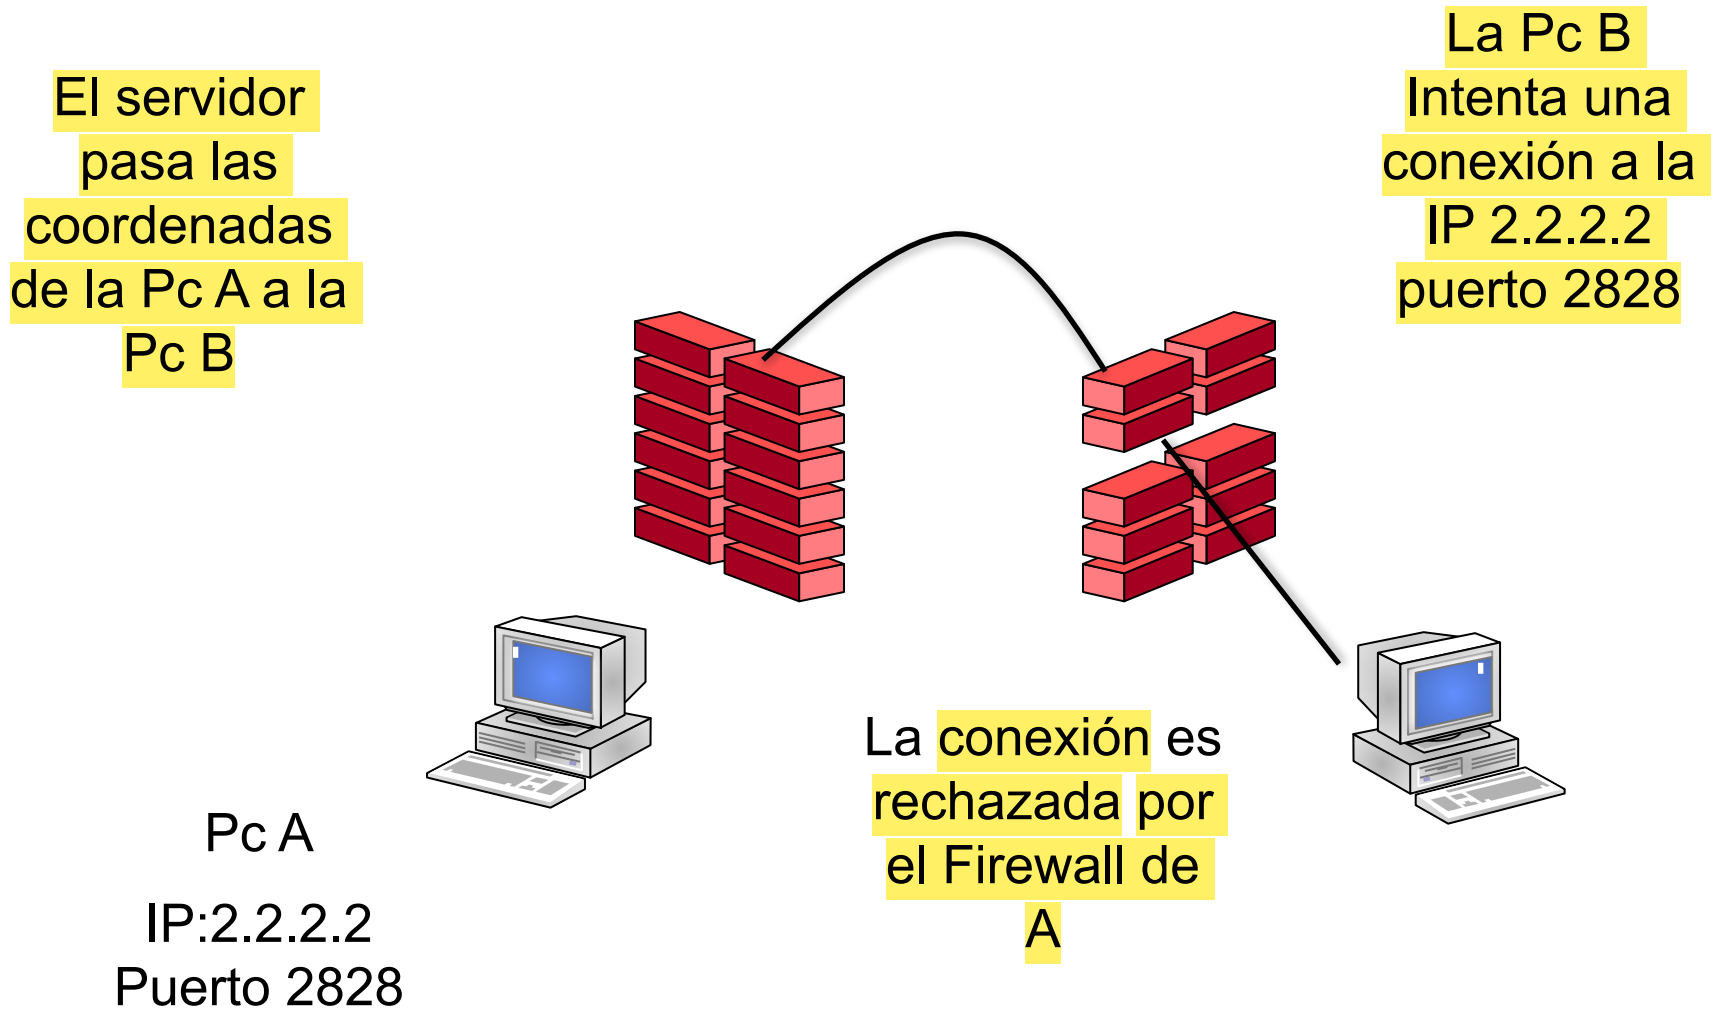 El servidor
pasa las
coordenadas
de la Pc A a la
Pc B
La Pc B
Intenta una
conexión a la
IP 2.2.2.2
puerto 2828
La conexión es
rechazada por
el Firewall de
A
Pc A
IP:2.2.2.2
Puerto 2828